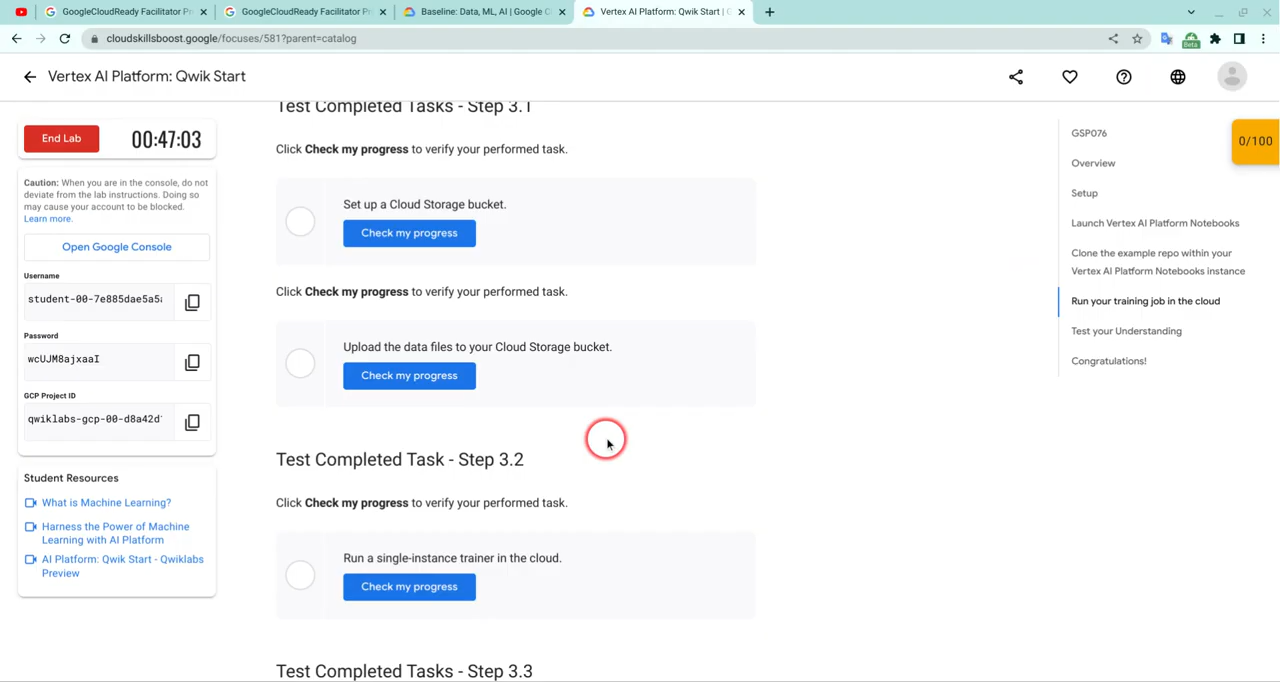 GoogleCloudReady Facilitator Pr
GoogleCloudReady Facilitator Pr
Baseline: Data, ML, AI | Google C
Vertex AI Platform: Qwik Start | G
cloudskillsboost.google/focuses/581?parent=catalog
Beta
Vertex AI Platform: Qwik Start
End Lab
00:47:03
Caution: When you are in the console, do not
deviate from the lab instructions. Doing so
may cause your account to be blocked.
Learn more.
Open Google Console
Username
student-00-7e885dae5a5
Password
wcUJM8ajxaaI
GCP Project ID
qwiklabs-gcp-00-d8a42d
Student Resources
What is Machine Learning?
Harness the Power of Machine
Learning with AI Platform
AI Platform: Qwik Start - Qwiklabs
Preview
Test Completed Tasks - Step 3.1
Click Check my progress to verify your performed task.
Set up a Cloud Storage bucket.
Check my progress
Click Check my progress to verify your performed task.
Upload the data files to your Cloud Storage bucket.
Check my progress
Test Completed Task - Step 3.2
Click Check my progress to verify your performed task.
Run a single-instance trainer in the cloud.
Check my progress
Test Completed Tasks - Step 3.3
GSP076
Overview
Setup
Launch Vertex AI Platform Notebooks
Clone the example repo within your
Vertex AI Platform Notebooks instance
Run your training job in the cloud
Test your Understanding
Congratulations!
0/100